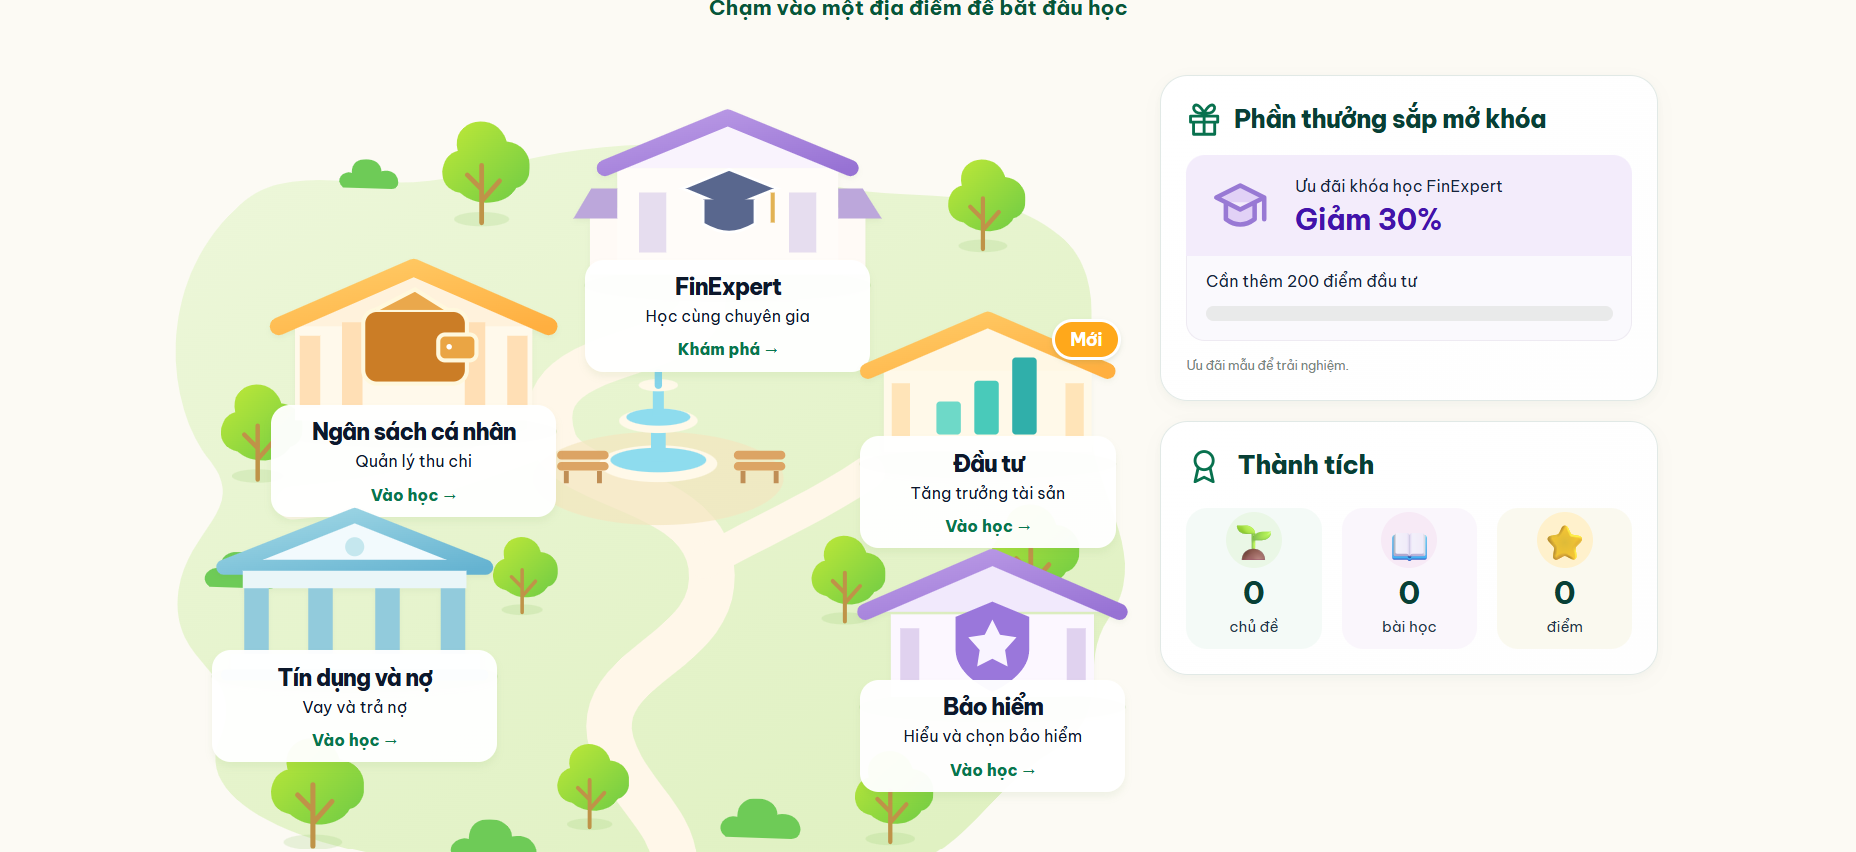 Chạm vào một địa điểm để bắt đầu học
FinExpert
Học cùng chuyên gia
Khám phá →
Ngân sách cá nhân
Quản lý thu chi
Vào học →
Mới
Đầu tư
Tăng trưởng tài sản
Vào học →
Tín dụng và nợ
Vay và trả nợ
Vào học →
Bảo hiểm
Hiểu và chọn bảo hiểm
Vào học →
Phần thưởng sắp mở khóa
Ưu đãi khóa học FinExpert
Giảm 30%
Cần thêm 200 điểm đầu tư
Ưu đãi mẫu để trải nghiệm.
Thành tích
0
chủ đề
0
bài học
0
điểm